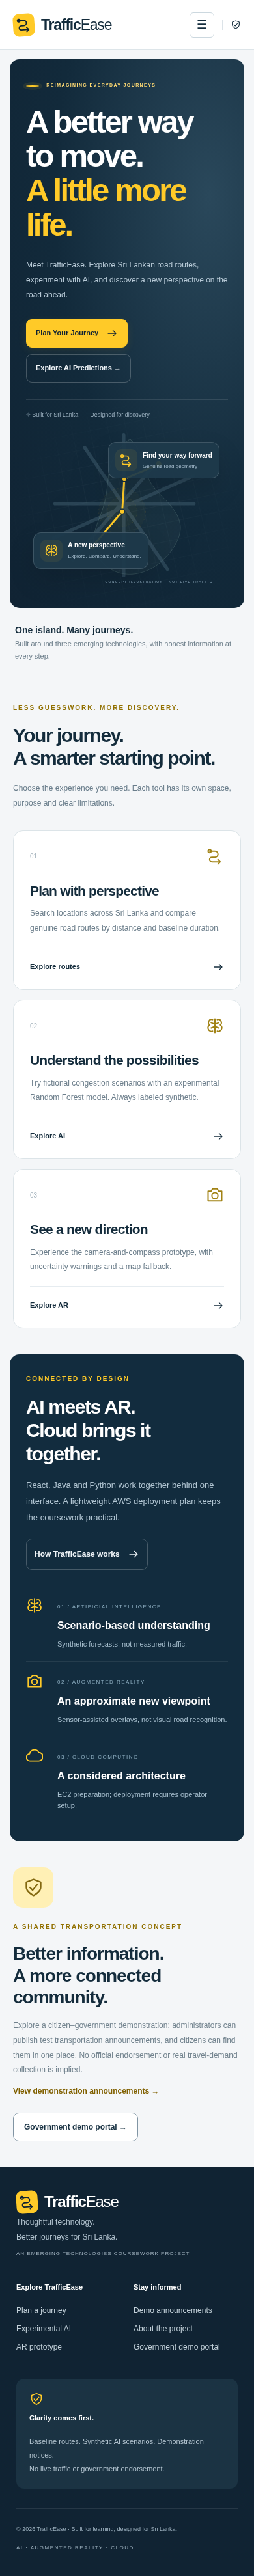 TrafficEase
REIMAGINING EVERYDAY JOURNEYS
A better way
to move.
A little more
life.
Meet TrafficEase. Explore Sri Lankan road routes,
experiment with AI, and discover a new perspective on the
road ahead.
Plan Your Journey →
Explore AI Predictions →
Built for Sri Lanka Designed for discovery
Find your way forward
Genuine road geometry
A new perspective
Explore. Compare. Understand.
CONCEPT ILLUSTRATION · NOT LIVE TRAFFIC
One island. Many journeys.
Built around three emerging technologies, with honest information at
every step.
LESS GUESSWORK. MORE DISCOVERY.
Your journey.
A smarter starting point.
Choose the experience you need. Each tool has its own space,
purpose and clear limitations.
01
Plan with perspective
Search locations across Sri Lanka and compare
genuine road routes by distance and baseline duration.
Explore routes →
02
Understand the possibilities
Try fictional congestion scenarios with an experimental
Random Forest model. Always labeled synthetic.
Explore AI →
03
See a new direction
Experience the camera-and-compass prototype, with
uncertainty warnings and a map fallback.
Explore AR →
CONNECTED BY DESIGN
AI meets AR.
Cloud brings it
together.
React, Java and Python work together behind one
interface. A lightweight AWS deployment plan keeps
the coursework practical.
How TrafficEase works →
01 / ARTIFICIAL INTELLIGENCE
Scenario-based understanding
Synthetic forecasts, not measured traffic.
02 / AUGMENTED REALITY
An approximate new viewpoint
Sensor-assisted overlays, not visual road recognition.
03 / CLOUD COMPUTING
A considered architecture
EC2 preparation; deployment requires operator
setup.
A SHARED TRANSPORTATION CONCEPT
Better information.
A more connected
community.
Explore a citizen–government demonstration: administrators can
publish test transportation announcements, and citizens can find
them in one place. No official endorsement or real travel-demand
collection is implied.
View demonstration announcements →
Government demo portal →
TrafficEase
Thoughtful technology.
Better journeys for Sri Lanka.
AN EMERGING TECHNOLOGIES COURSEWORK PROJECT
Explore TrafficEase
Plan a journey
Experimental AI
AR prototype
Stay informed
Demo announcements
About the project
Government demo portal
Clarity comes first.
Baseline routes. Synthetic AI scenarios. Demonstration
notices.
No live traffic or government endorsement.
© 2026 TrafficEase · Built for learning, designed for Sri Lanka.
AI · AUGMENTED REALITY · CLOUD